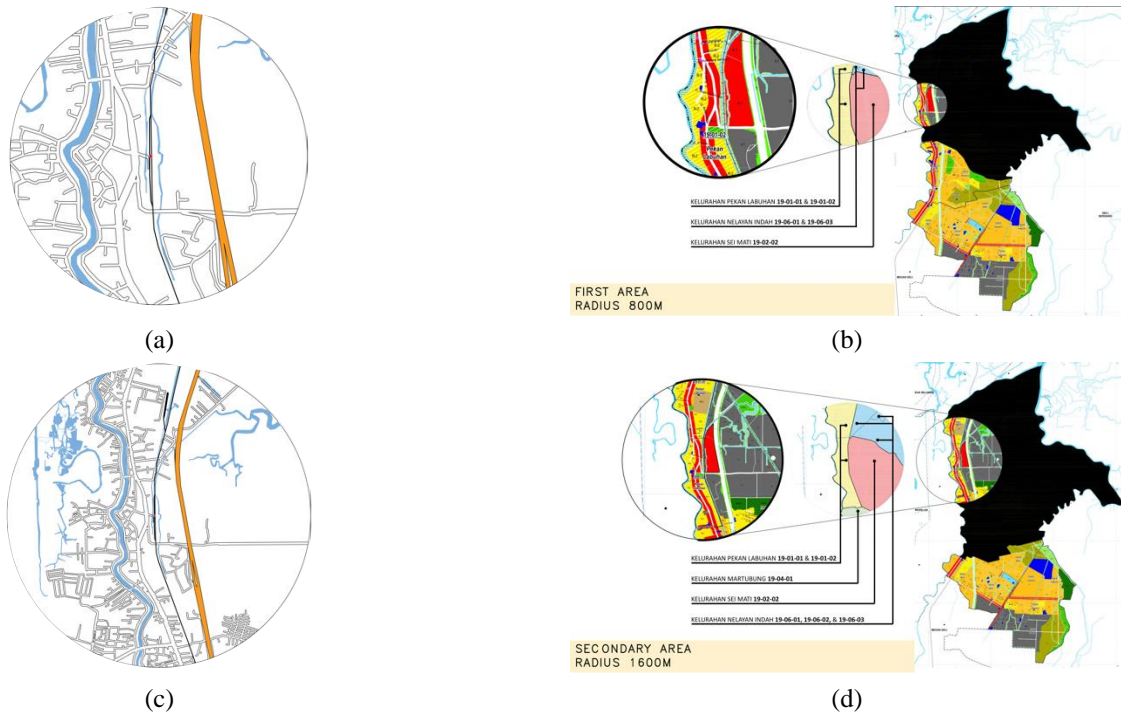 19-01-02
Pekan
Labuhan
KELURAHAN PEKAN LABUHAN 19-01-01 & 19-01-02
KELURAHAN NELAYAN INDAH 19-06-01 & 19-06-03
KELURAHAN SEI MATI 19-02-02
FIRST AREA
RADIUS 800M
(a)
(b)
KELURAHAN PEKAN LABUHAN 19-01-01 & 19-01-02
KELURAHAN MARTUBUNG 19-04-01
KELURAHAN SEI MATI 19-02-02
KELURAHAN NELAYAN INDAH 19-06-01, 19-06-02, & 19-06-03
SECONDARY AREA
RADIUS 1600M
(c)
(d)